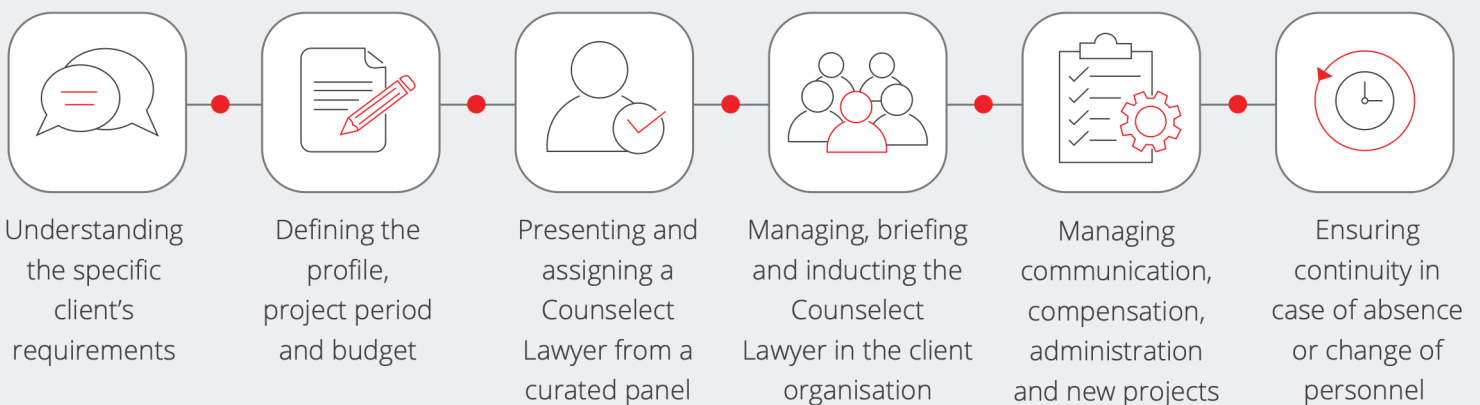 Understanding
the specific
client's
requirements
Defining the
profile,
project period
and budget
Presenting and
assigning a
Counselect
Lawyer from a
curated panel
Managing, briefing
and inducting the
Counselect
Lawyer in the client
organisation
Managing
communication,
compensation,
administration
and new projects
Ensuring
continuity in
case of absence
or change of
personnel